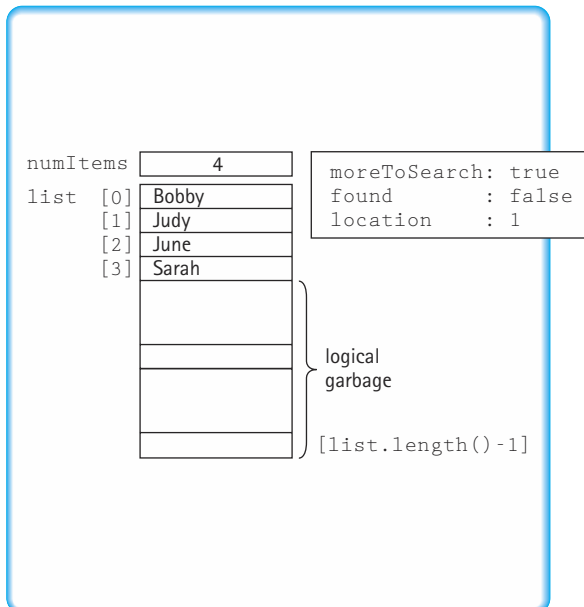 numItems 4
list [0] Bobby
[1] Judy
[2] June
[3] Sarah
moreToSearch: true
found : false
location : 1
logical
garbage
[list.length()-1]